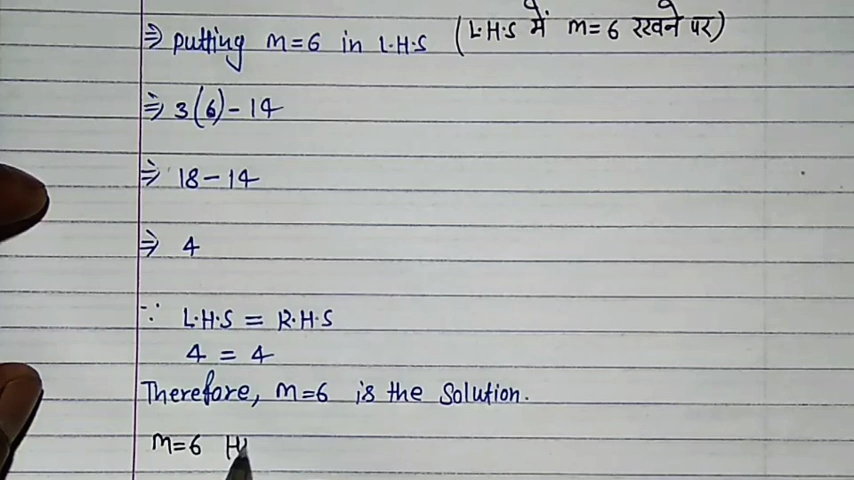 ⇒ Putting m=6 in L.H.S (L.H.S में m=6 रखने पर)
⇒ 3(6)-14
⇒ 18-14
⇒ 4
∵ L.H.S = R.H.S
4 = 4
Therefore, m=6 is the solution.
m=6